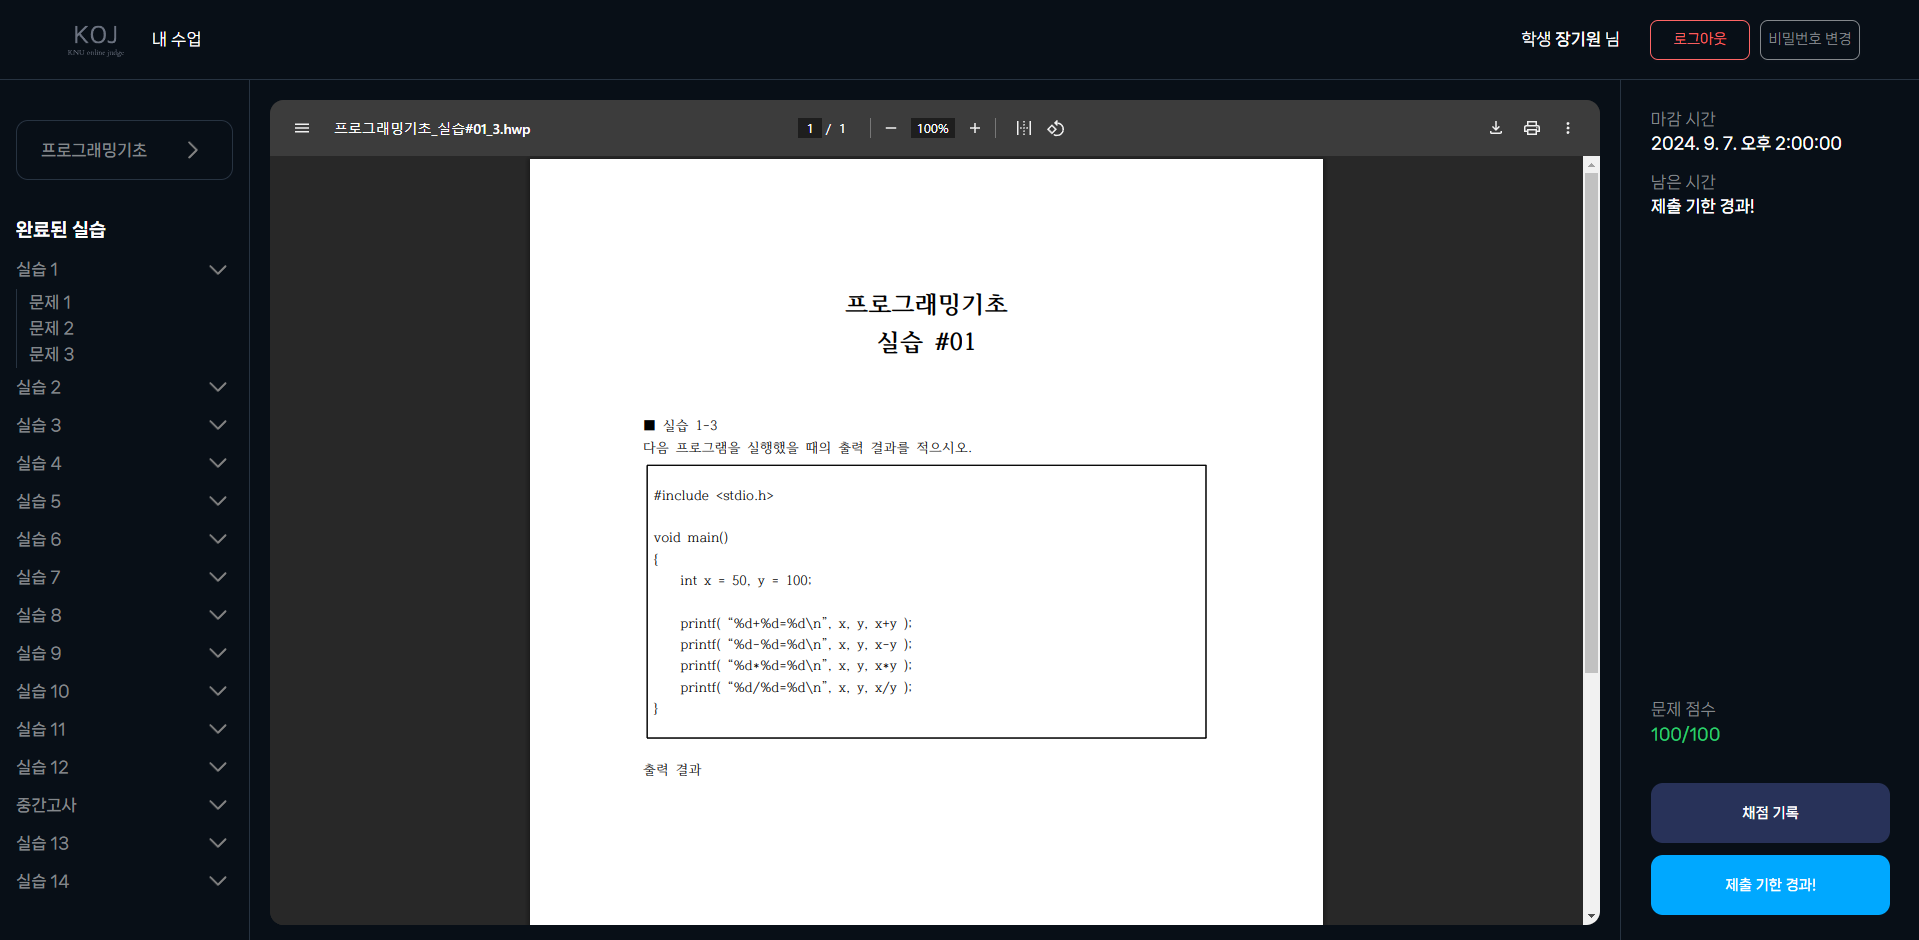 KOJ
KNU online judge
내 수업
학생 장기원 님
로그아웃
비밀번호 변경
프로그래밍기초
완료된 실습
실습 1
문제 1
문제 2
문제 3
실습 2
실습 3
실습 4
실습 5
실습 6
실습 7
실습 8
실습 9
실습 10
실습 11
실습 12
중간고사
실습 13
실습 14
프로그래밍기초_실습#01_3.hwp
1 / 1
100%
프로그래밍기초
실습 #01
■ 실습 1-3
다음 프로그램을 실행했을 때의 출력 결과를 적으시오.
#include <stdio.h>
void main()
{
int x = 50, y = 100;
printf( “%d+%d=%d\n”, x, y, x+y );
printf( “%d-%d=%d\n”, x, y, x-y );
printf( “%d*%d=%d\n”, x, y, x*y );
printf( “%d/%d=%d\n”, x, y, x/y );
}
출력 결과
마감 시간
2024. 9. 7. 오후 2:00:00
남은 시간
제출 기한 경과!
문제 점수
100/100
채점 기록
제출 기한 경과!